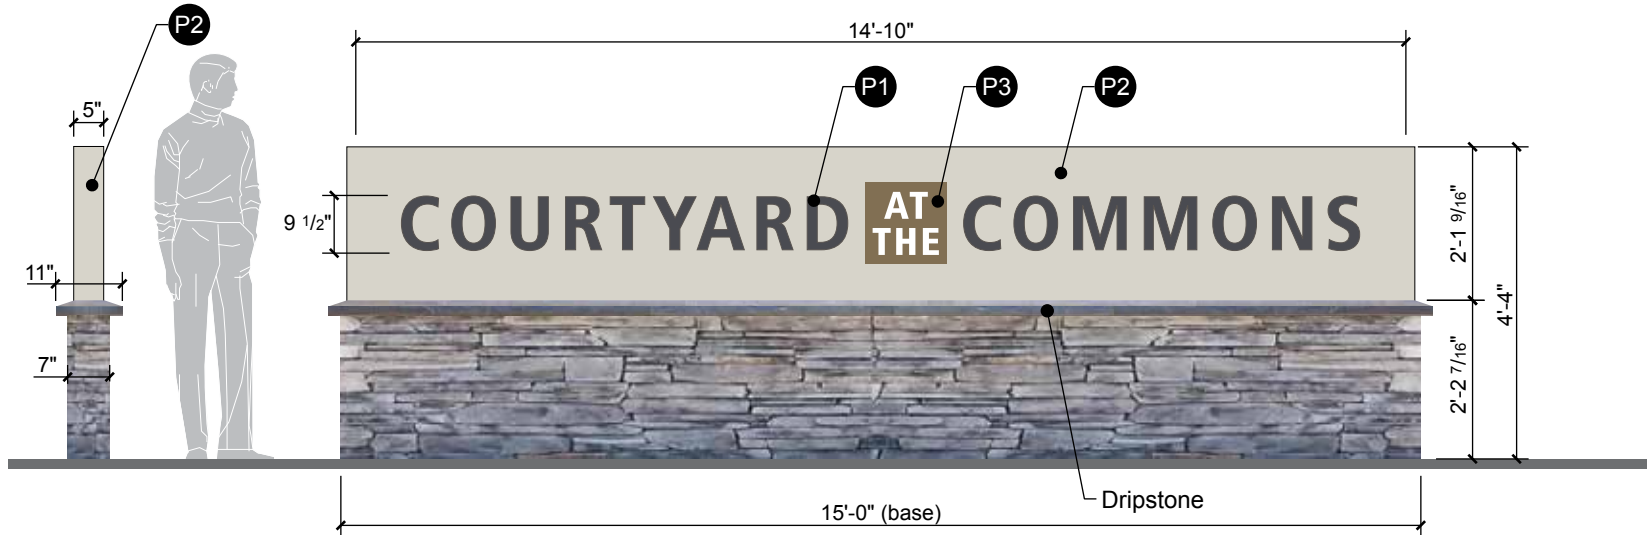 P2
14'-10"
P1
P3
P2
5"
9 1/2"
COURTYARD AT THE COMMONS
2'-1 9/16"
11"
4'-4"
7"
2'-2 7/16"
Dripstone
15'-0" (base)